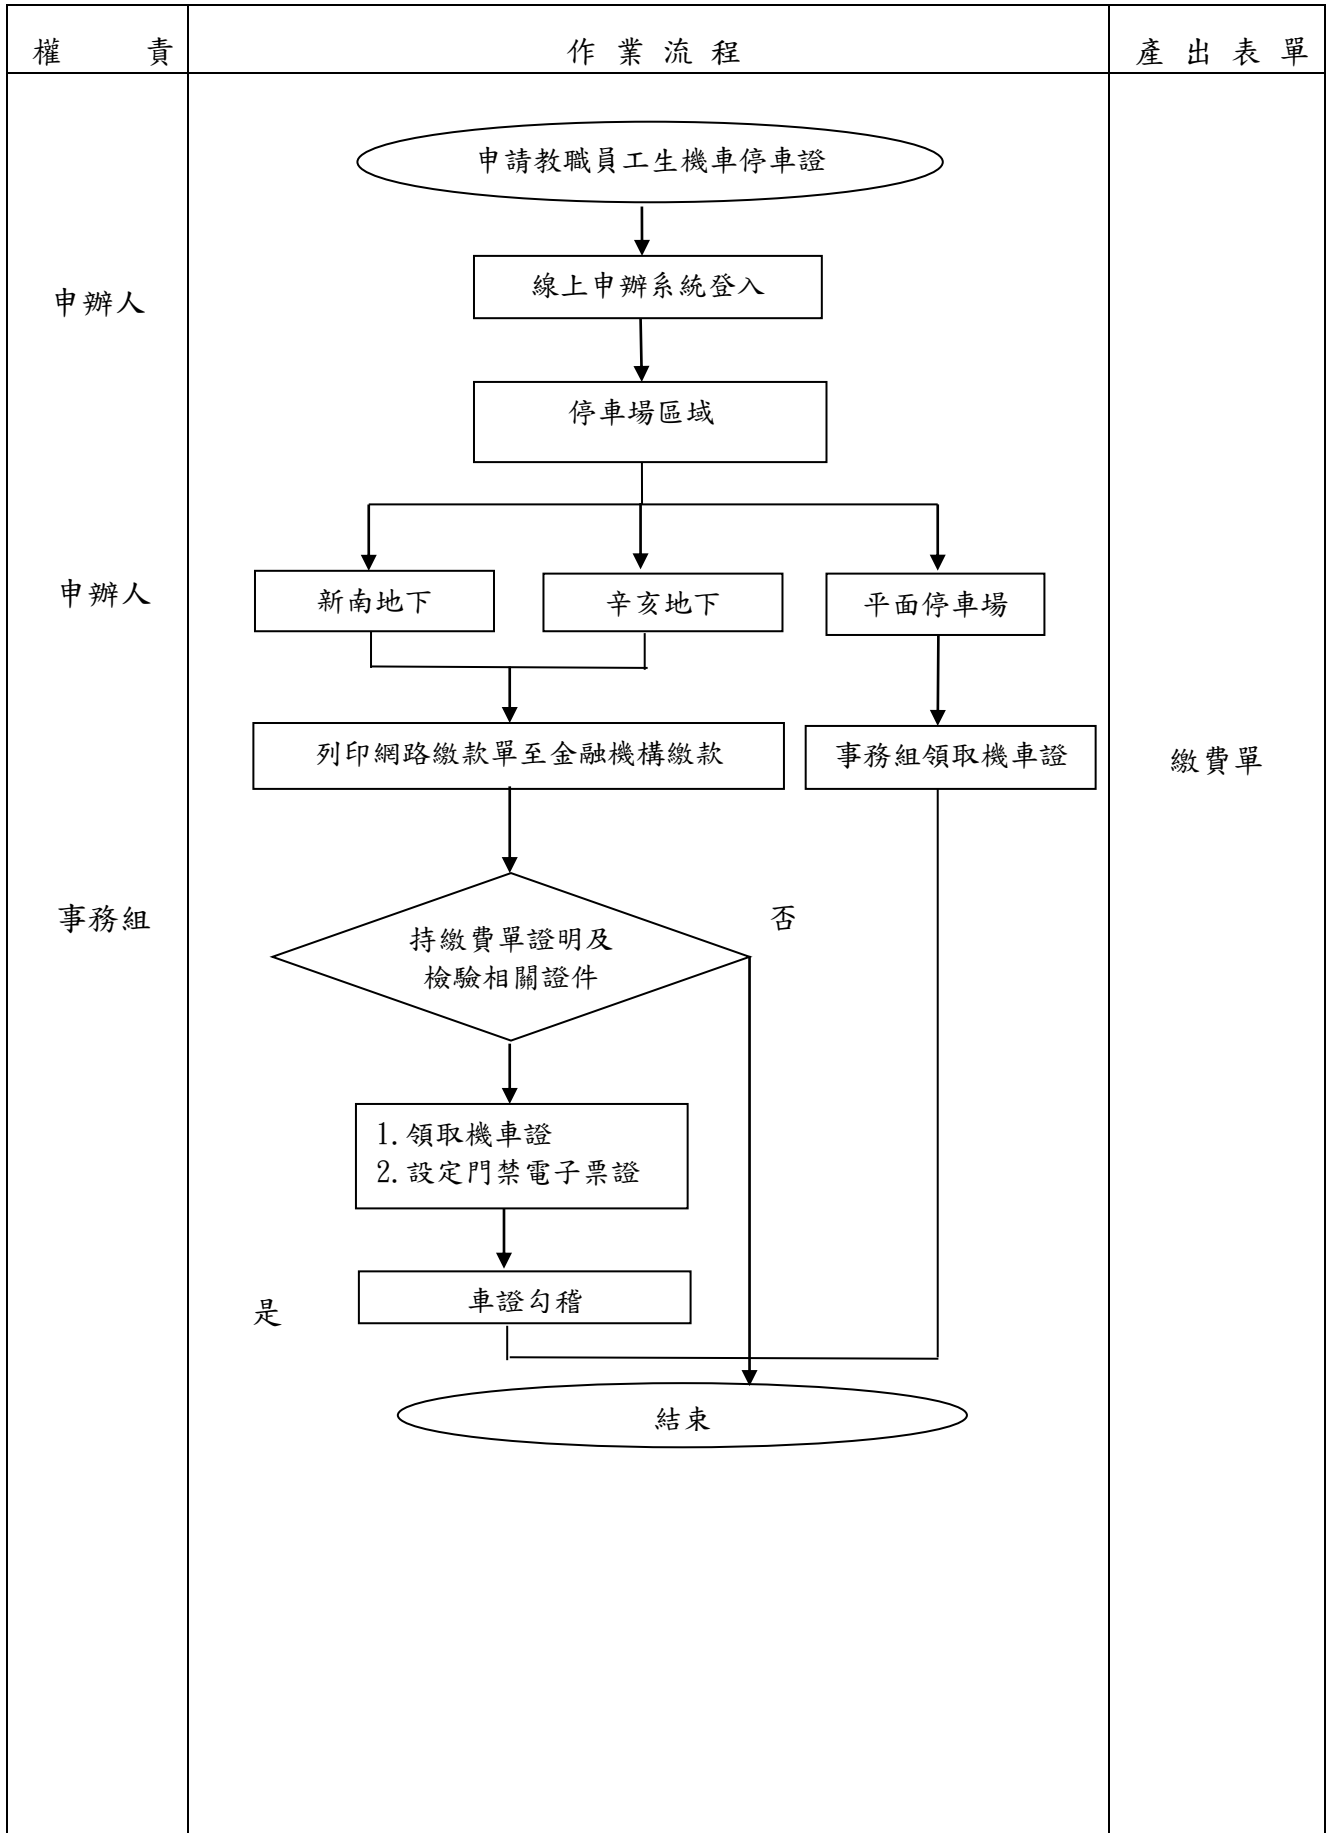 權 責
作 業 流 程
產 出 表 單
申請教職員工生機車停車證
線上申辦系統登入
申辦人
停車場區域
申辦人
新南地下
辛亥地下
平面停車場
列印網路繳款單至金融機構繳款
事務組領取機車證
繳費單
事務組
否
持繳費單證明及
檢驗相關證件
1.領取機車證
2.設定門禁電子票證
車證勾稽
是
結束